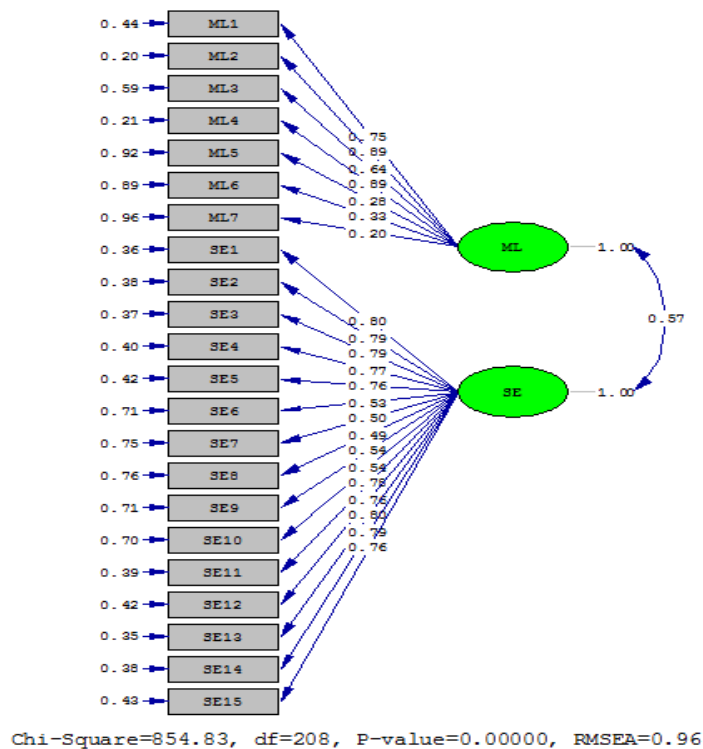 0.44 ML1
0.20 ML2
0.59 ML3
0.21 ML4
0.92 ML5
0.89 ML6
0.96 ML7
0.36 SE1
0.38 SE2
0.37 SE3
0.40 SE4
0.42 SE5
0.71 SE6
0.75 SE7
0.76 SE8
0.71 SE9
0.70 SE10
0.39 SE11
0.42 SE12
0.35 SE13
0.38 SE14
0.43 SE15
0.75
0.89
0.64
0.89
0.28
0.33
0.20
0.80
0.79
0.79
0.77
0.76
0.53
0.50
0.49
0.54
0.54
0.78
0.76
0.80
0.79
0.76
ML 1.00
0.57
SE 1.00
Chi-Square=854.83, df=208, P-value=0.00000, RMSEA=0.96